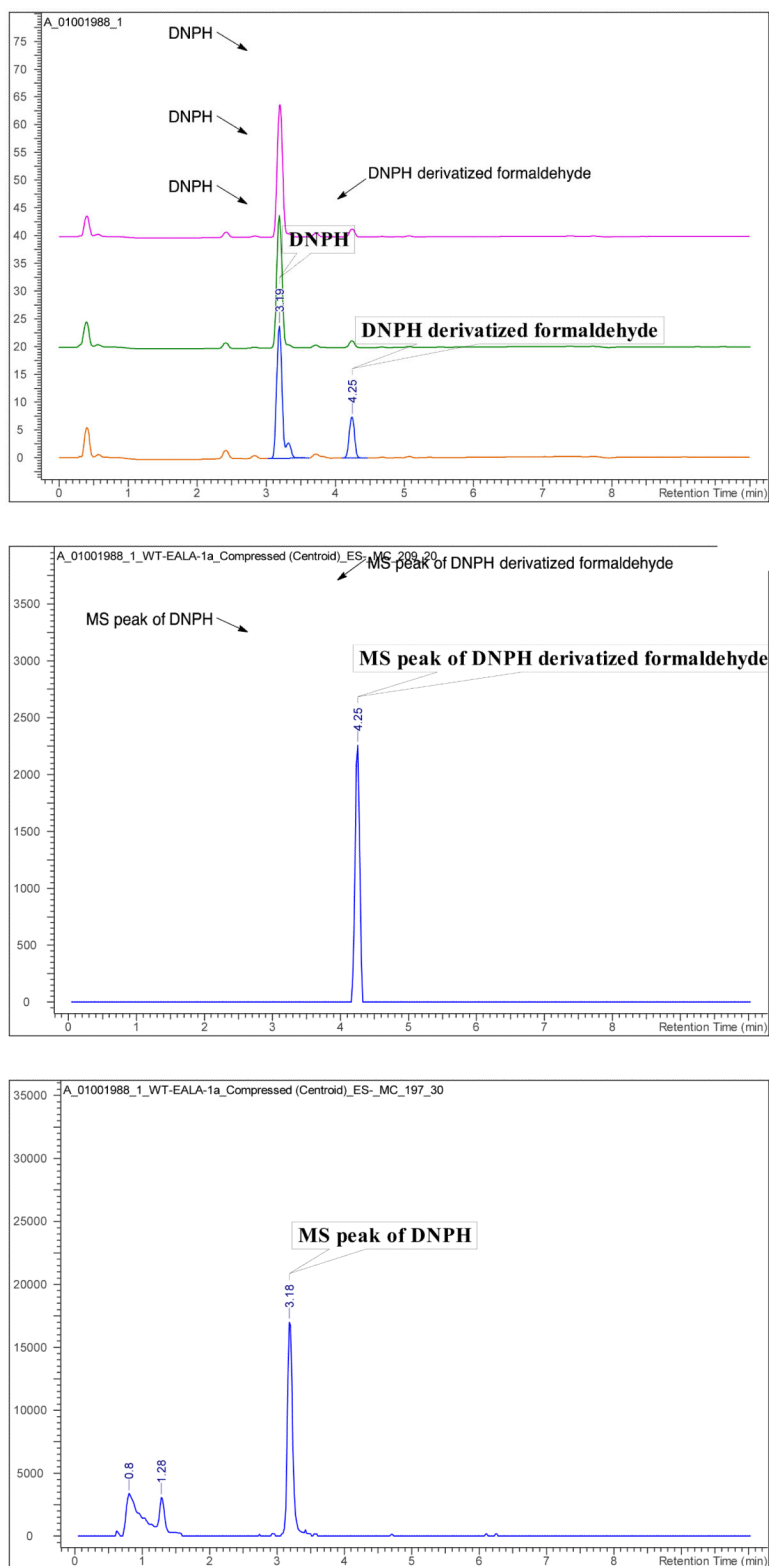 A_01001988_1
DNPH
75
70
65
60
DNPH
55
50
DNPH
DNPH derivatized formaldehyde
45
40
DNPH
35
30
3.19
25
DNPH derivatized formaldehyde
20
15
4.25
10
5
0
0 1 2 3 4 5 6 7 8 Retention Time (min)
A_01001988_1_WT-EALA-1a_Compressed (Centroid)_ES-_MC_209_20
MS peak of DNPH derivatized formaldehyde
3500
MS peak of DNPH
3000
MS peak of DNPH derivatized formaldehyde
2500
4.25
2000
1500
1000
500
0
0 1 2 3 4 5 6 7 8 Retention Time (min)
A_01001988_1_WT-EALA-1a_Compressed (Centroid)_ES-_MC_197_30
35000
30000
25000
MS peak of DNPH
20000
3.18
15000
10000
5000
0.8
1.28
0
0 1 2 3 4 5 6 7 8 Retention Time (min)